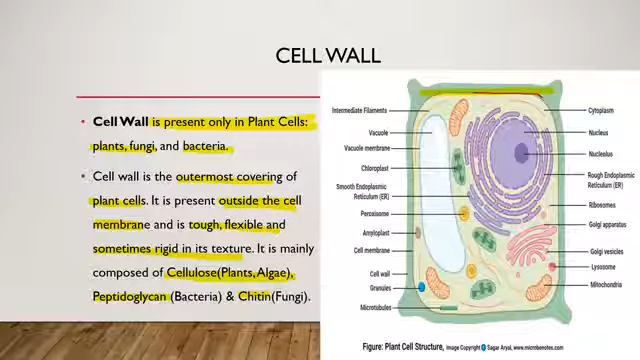 CELL WALL
• Cell Wall is present only in Plant Cells:
plants, fungi, and bacteria.
• Cell wall is the outermost covering of
plant cells. It is present outside the cell
membrane and is tough, flexible and
sometimes rigid in its texture. It is mainly
composed of Cellulose(Plants, Algae),
Peptidoglycan (Bacteria) & Chitin(Fungi).
Intermediate Filaments
Vacuole
Vacuole membrane
Chloroplast
Smooth Endoplasmic
Reticulum (ER)
Peroxisome
Amyloplast
Cell membrane
Cell wall
Granules
Microtubules
Cytoplasm
Nucleus
Nucleolus
Rough Endoplasmic
Reticulum (ER)
Ribosomes
Golgi apparatus
Golgi vesicles
Lysosome
Mitochondria
Figure: Plant Cell Structure, Image Copyright Sagar Aryal, www.microbenotes.com